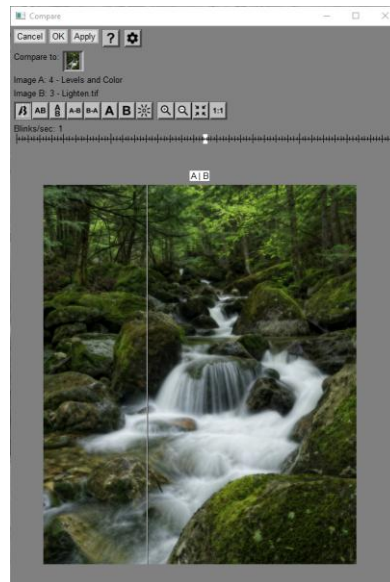 Compare
Cancel OK Apply ?
Compare to:
Image A: 4 - Levels and Color
Image B: 3 - Lighten.tif
AB A B A-B B-A A B 1:1
Blinks/sec: 1
A | B